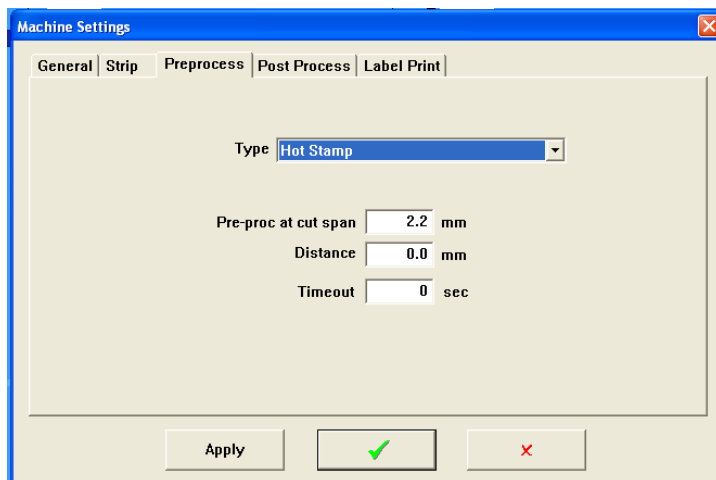 Machine Settings
General Strip Preprocess Post Process Label Print
Type Hot Stamp
Pre-proc at cut span 2.2 mm
Distance 0.0 mm
Timeout 0 sec
Apply